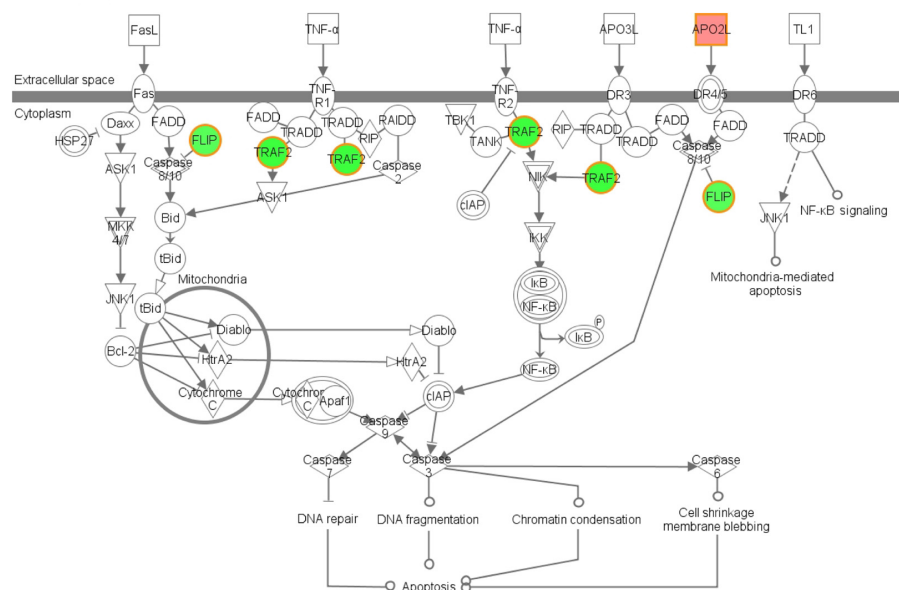 FasL
TNF-α
TNF-α
APO3L
APO2L
TL1
Extracellular space
Cytoplasm
Fas
TNF-
R1
TNF-
R2
DR3
DR4/5
DR6
Daxx
FADD
HSP27
FLIP
ASK1
Caspase
8/10
FADD
TRADD
TRADD
RIP
RAIDD
TRAF2
TRAF2
ASK1
Caspase
2
TBK1
TANK
TRAF2
RIP
TRADD
TRADD
FADD
FADD
Caspase
8/10
TRADD
cIAP
NIK
TRAF2
FLIP
JNK1
NF-κB signaling
Mitochondria-mediated
apoptosis
MKK
4/7
Bid
tBid
IKK
JNK1
Mitochondria
tBid
IκB
NF-κB
Bcl-2
Diablo
Diablo
IκB
P
HtrA2
HtrA2
NF-κB
Cytochrome
C
Cytochrom
C
Apaf1
cIAP
Caspase
9
Caspase
7
Caspase
3
Caspase
6
DNA repair
DNA fragmentation
Chromatin condensation
Cell shrinkage
membrane blebbing
Apoptosis